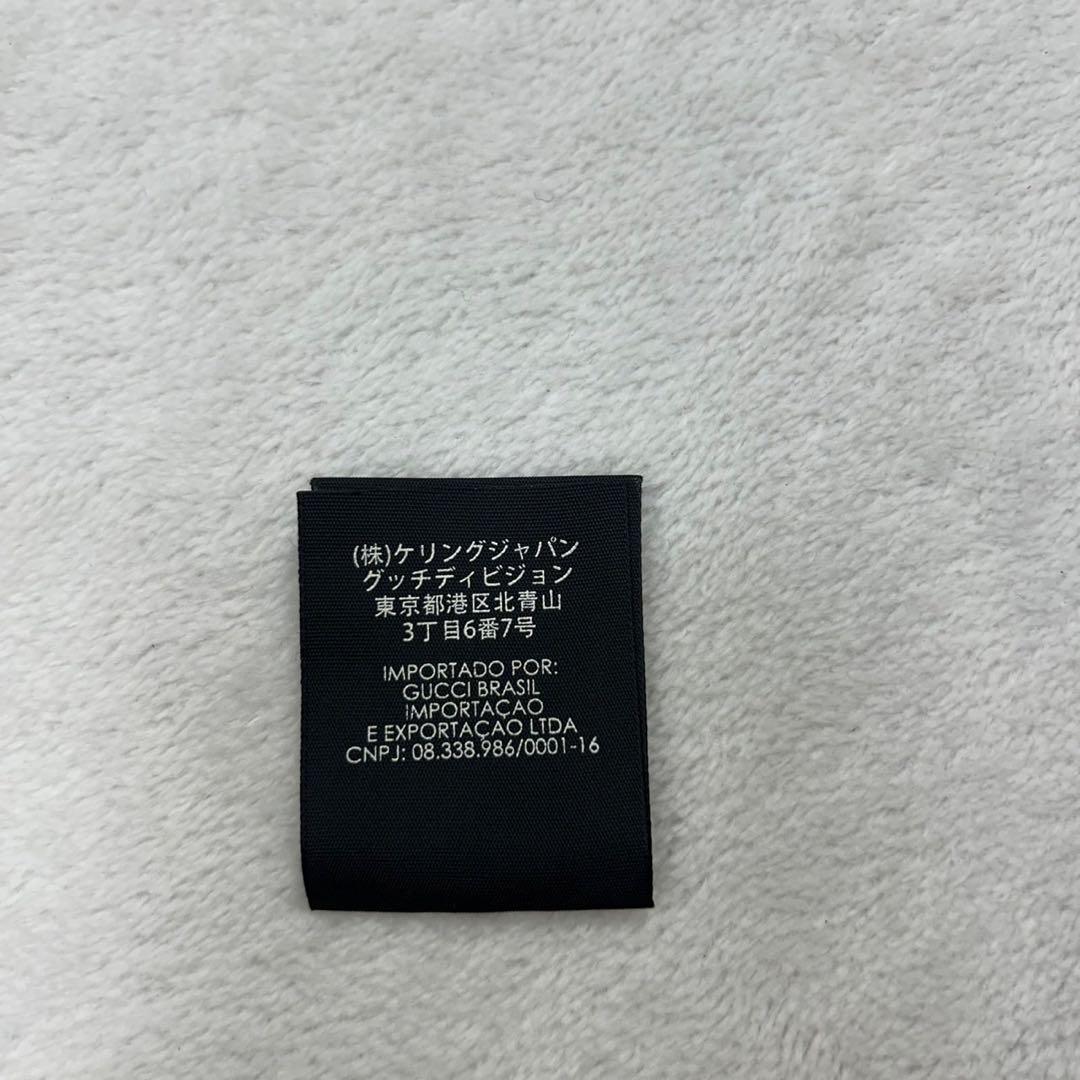 (株)ケリングジャパン
グッチディビジョン
東京都港区北青山
3丁目6番7号
IMPORTADO POR:
GUCCI BRASIL
IMPORTAÇAO
E EXPORTAÇAO LTDA
CNPJ: 08.338.986/0001-16